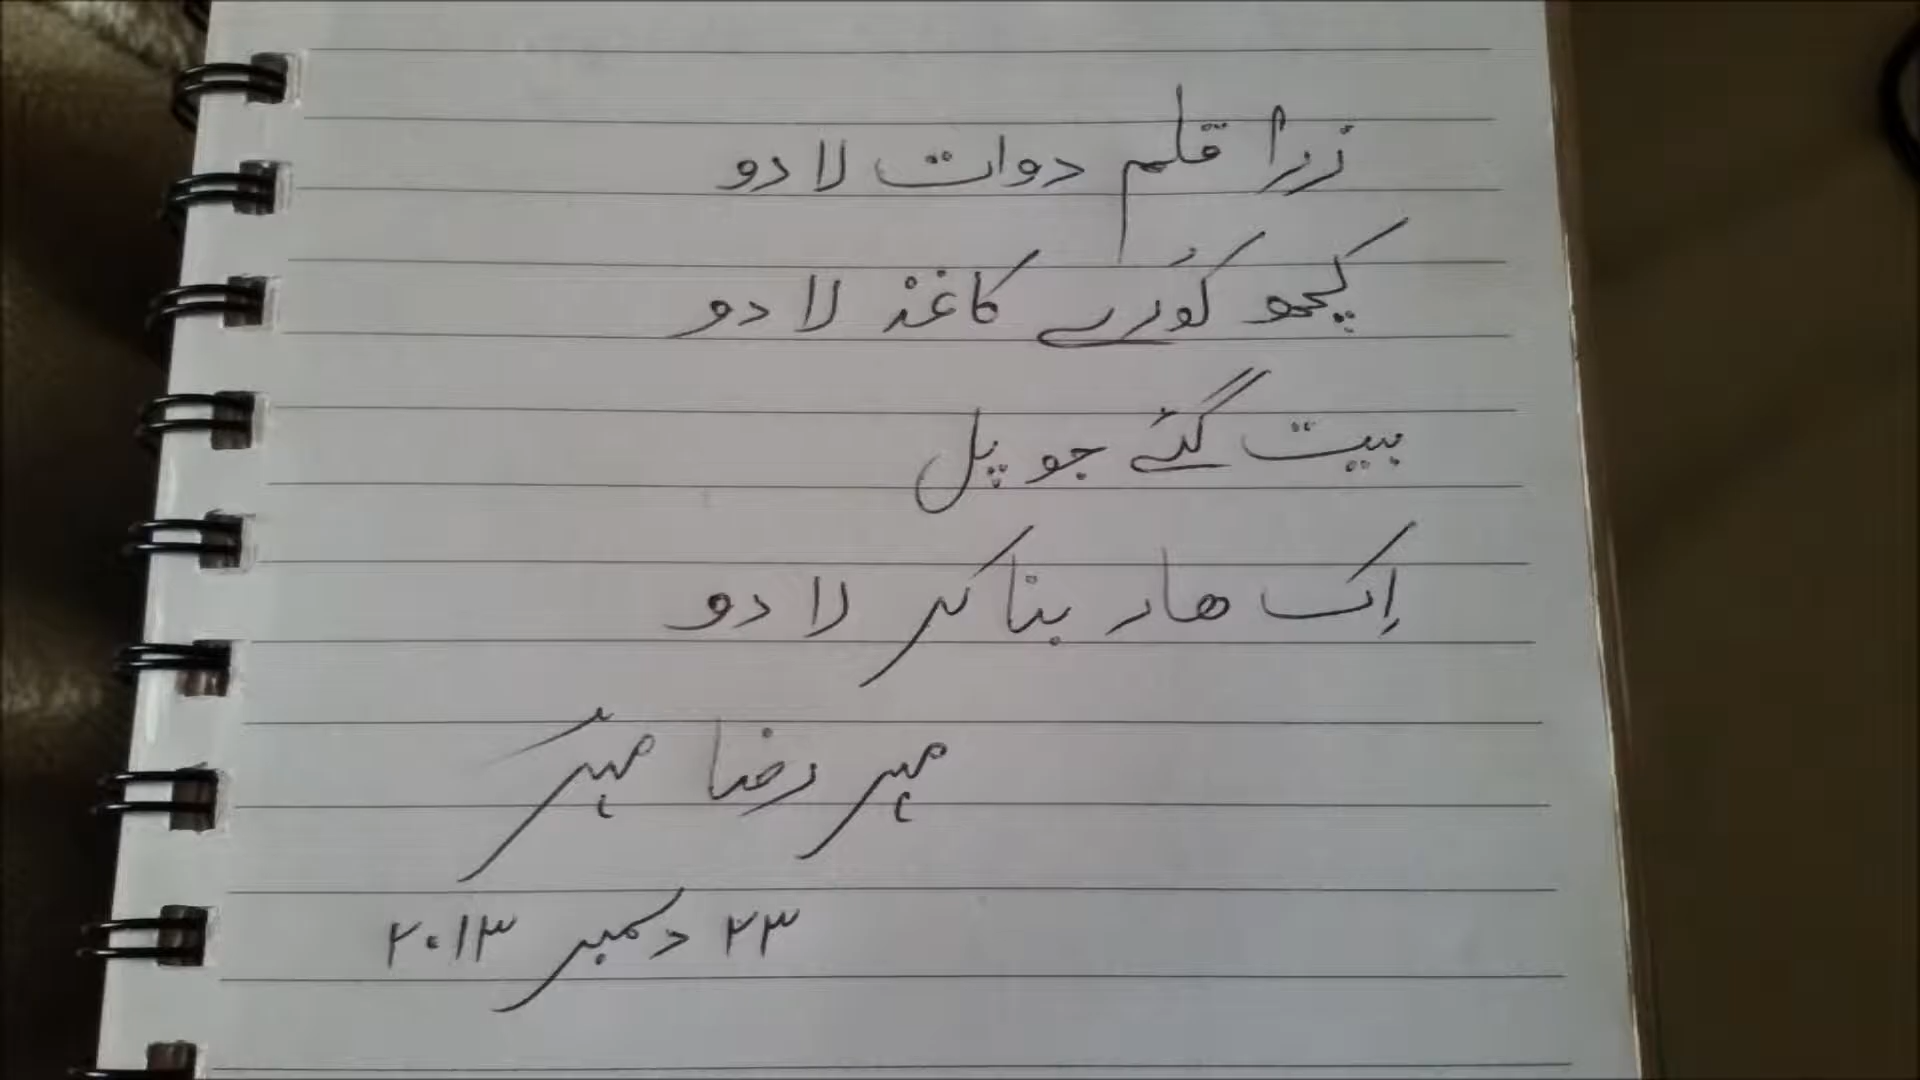 ذرا قلم دوات لا دو
کچھ کورے کاغذ لا دو
بیت گئے جو پل
اِک ھار بنا کر لا دو
مہر رضا مہر
۲۳ دسمبر ۲۰۱۳